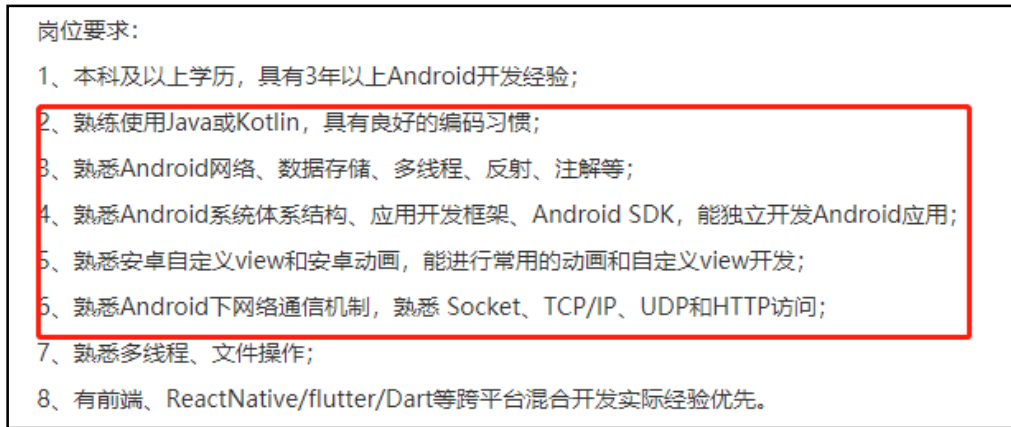 岗位要求：
1、本科及以上学历，具有3年以上Android开发经验；
2、熟练使用Java或Kotlin，具有良好的编码习惯；
3、熟悉Android网络、数据存储、多线程、反射、注解等；
4、熟悉Android系统体系结构、应用开发框架、Android SDK，能独立开发Android应用；
5、熟悉安卓自定义view和安卓动画，能进行常用的动画和自定义view开发；
6、熟悉Android下网络通信机制，熟悉 Socket、TCP/IP、UDP和HTTP访问；
7、熟悉多线程、文件操作；
8、有前端、ReactNative/flutter/Dart等跨平台混合开发实际经验优先。